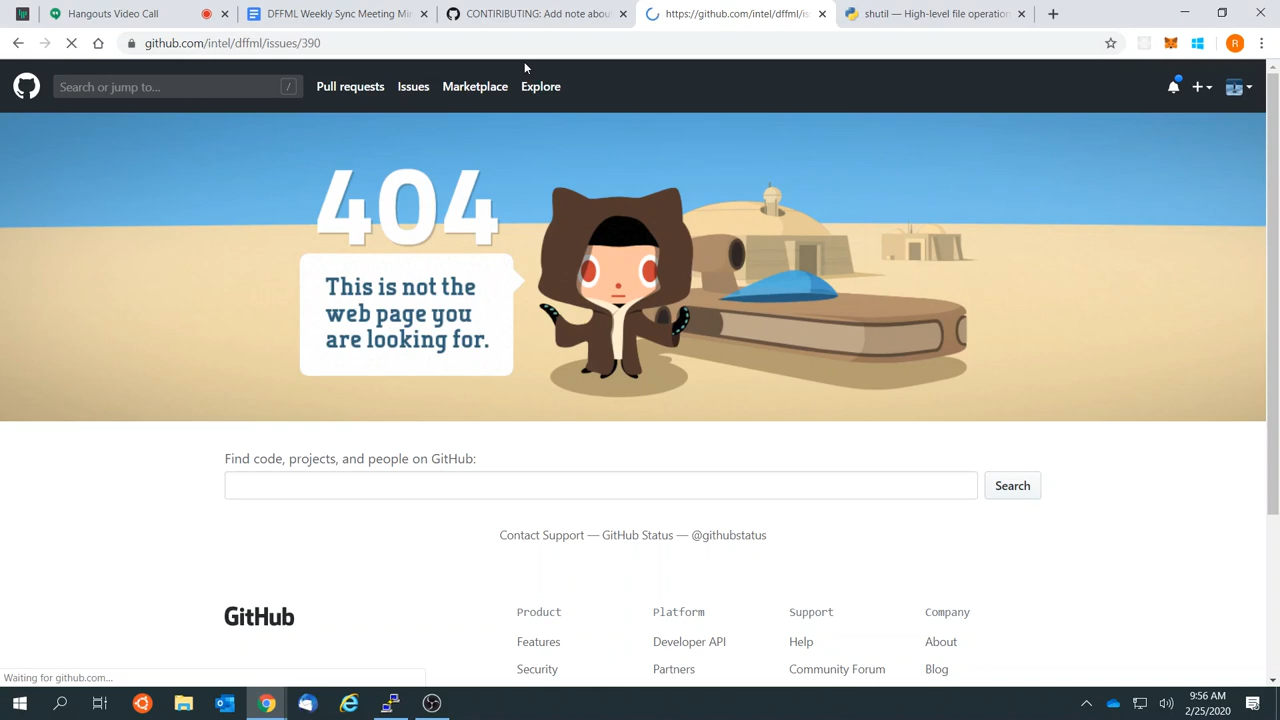 Hangouts Video Call
DFFML Weekly Sync Meeting Min
CONTIRIBUTING: Add note abou
https://github.com/intel/dffml/is
shutil — High-level file operation
github.com/intel/dffml/issues/390
R
Search or jump to...
/
Pull requests
Issues
Marketplace
Explore
404
This is not the
web page you
are looking for.
Find code, projects, and people on GitHub:
Search
Contact Support — GitHub Status — @githubstatus
GitHub
Product
Platform
Support
Company
Features
Developer API
Help
About
Security
Partners
Community Forum
Blog
Waiting for github.com...
9:56 AM
2/25/2020